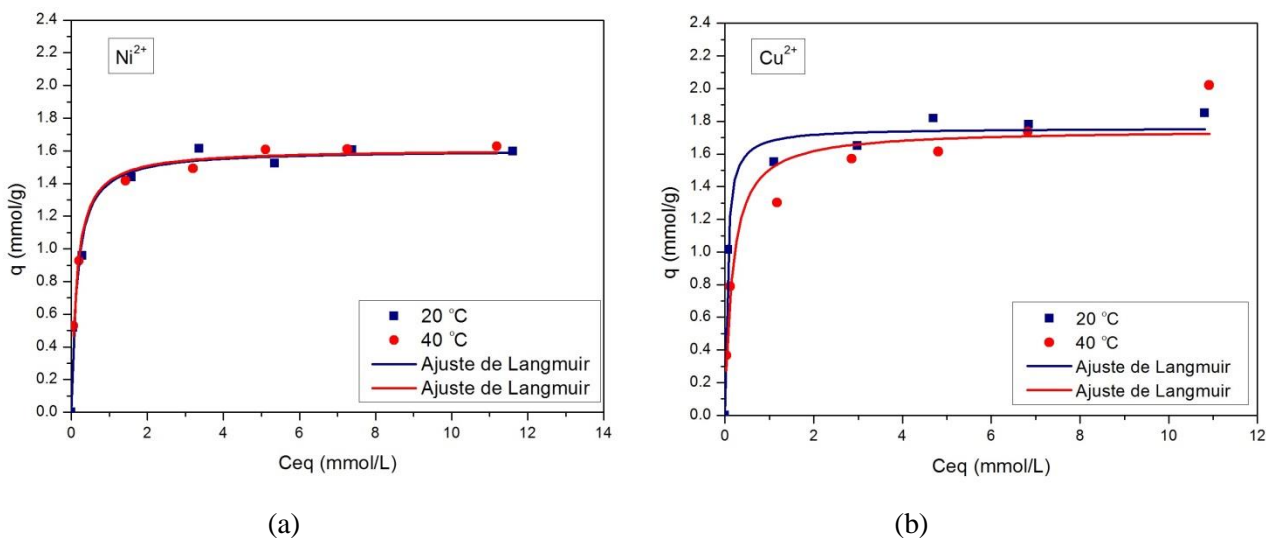 Ni²⁺
2.4
2.2
2.0
1.8
1.6
1.4
1.2
1.0
0.8
0.6
0.4
0.2
0.0
q (mmol/g)
20 °C
40 °C
Ajuste de Langmuir
Ajuste de Langmuir
0 2 4 6 8 10 12 14
Ceq (mmol/L)
(a)
Cu²⁺
2.4
2.2
2.0
1.8
1.6
1.4
1.2
1.0
0.8
0.6
0.4
0.2
0.0
q (mmol/g)
20 °C
40 °C
Ajuste de Langmuir
Ajuste de Langmuir
0 2 4 6 8 10 12
Ceq (mmol/L)
(b)